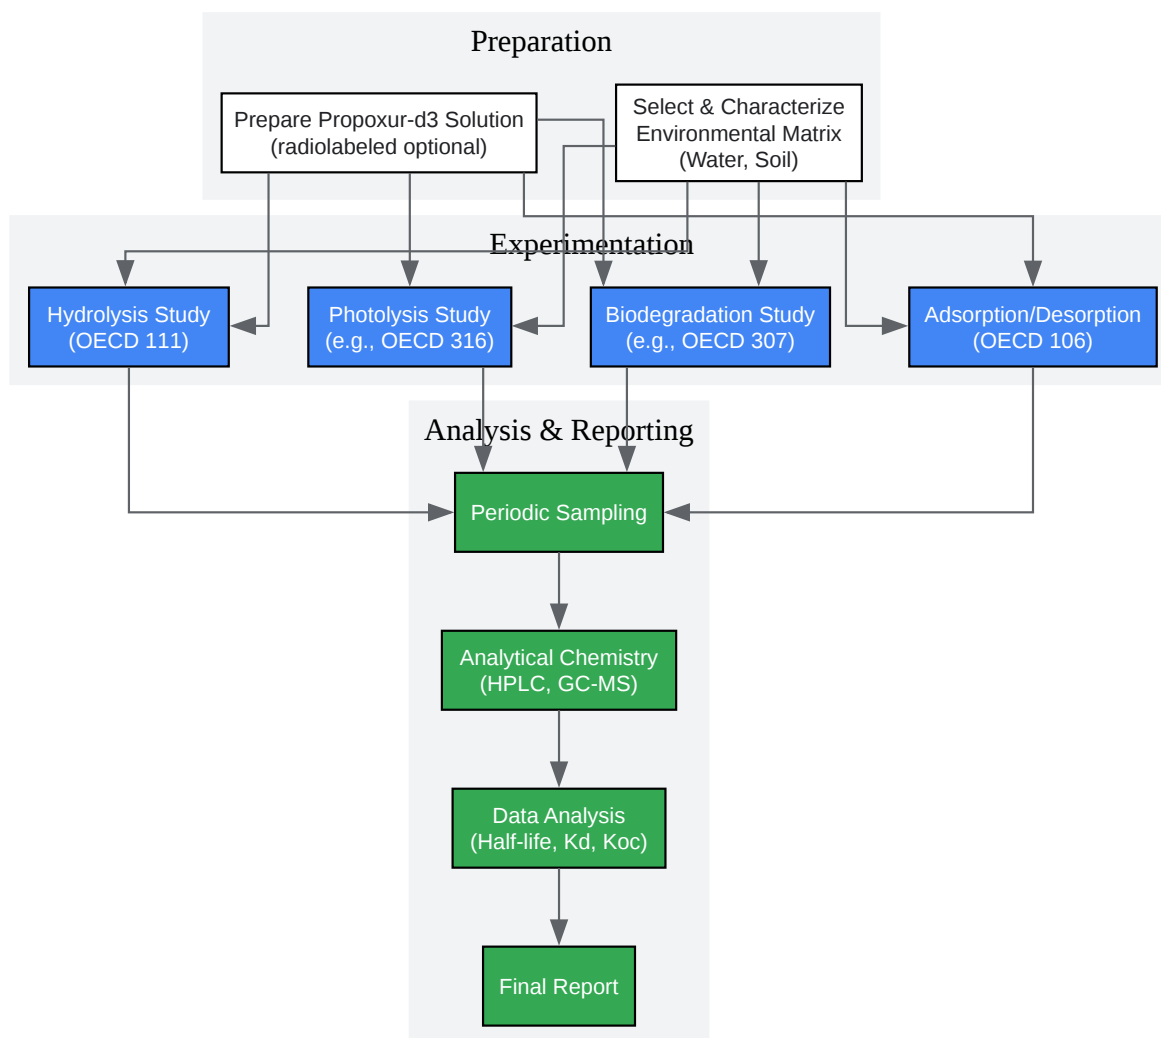 Preparation
Prepare Propoxur-d3 Solution
(radiolabeled optional)
Select & Characterize
Environmental Matrix
(Water, Soil)
Experimentation
Hydrolysis Study
(OECD 111)
Photolysis Study
(e.g., OECD 316)
Biodegradation Study
(e.g., OECD 307)
Adsorption/Desorption
(OECD 106)
Analysis & Reporting
Periodic Sampling
Analytical Chemistry
(HPLC, GC-MS)
Data Analysis
(Half-life, Kd, Koc)
Final Report